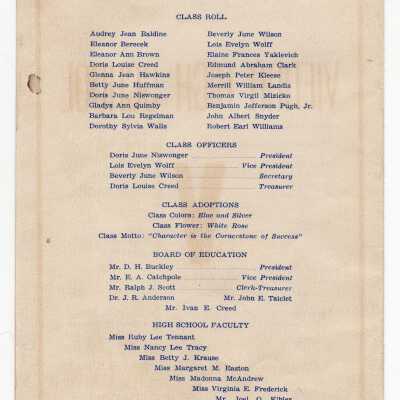 CLASS ROLL
Audrey Jean Baldine Beverly June Wilson
Eleanor Berecek Lois Evelyn Wolff
Eleanor Ann Brown Elaine Frances Yaklevich
Doris Louise Creed Edmund Abraham Clark
Glenna Jean Hawkins Joseph Peter Kleese
Betty June Huffman Merrill William Landis
Doris June Niswonger Thomas Virgil Mizicko
Gladys Ann Quimby Benjamin Jefferson Pugh, Jr.
Barbara Lou Regelman John Albert Snyder
Dorothy Sylvia Walls Robert Earl Williams
CLASS OFFICERS
Doris June Niswonger President
Lois Evelyn Wolff Vice President
Beverly June Wilson Secretary
Doris Louise Creed Treasurer
CLASS ADOPTIONS
Class Colors: Blue and Silver
Class Flower: White Rose
Class Motto: "Character is the Cornerstone of Success"
BOARD OF EDUCATION
Mr. D. H. Buckley President
Mr. E. A. Catchpole Vice President
Mr. Ralph J. Scott Clerk-Treasurer
Dr. J. R. Anderson Mr. John E. Tsiclet
Mr. Ivan E. Creed
HIGH SCHOOL FACULTY
Miss Ruby Lee Tennant
Miss Nancy Lee Tracy
Miss Betty J. Krause
Miss Margaret M. Easton
Miss Madonna McAndrew
Miss Virginia E. Frederick
Mr. Joel O. Kibler